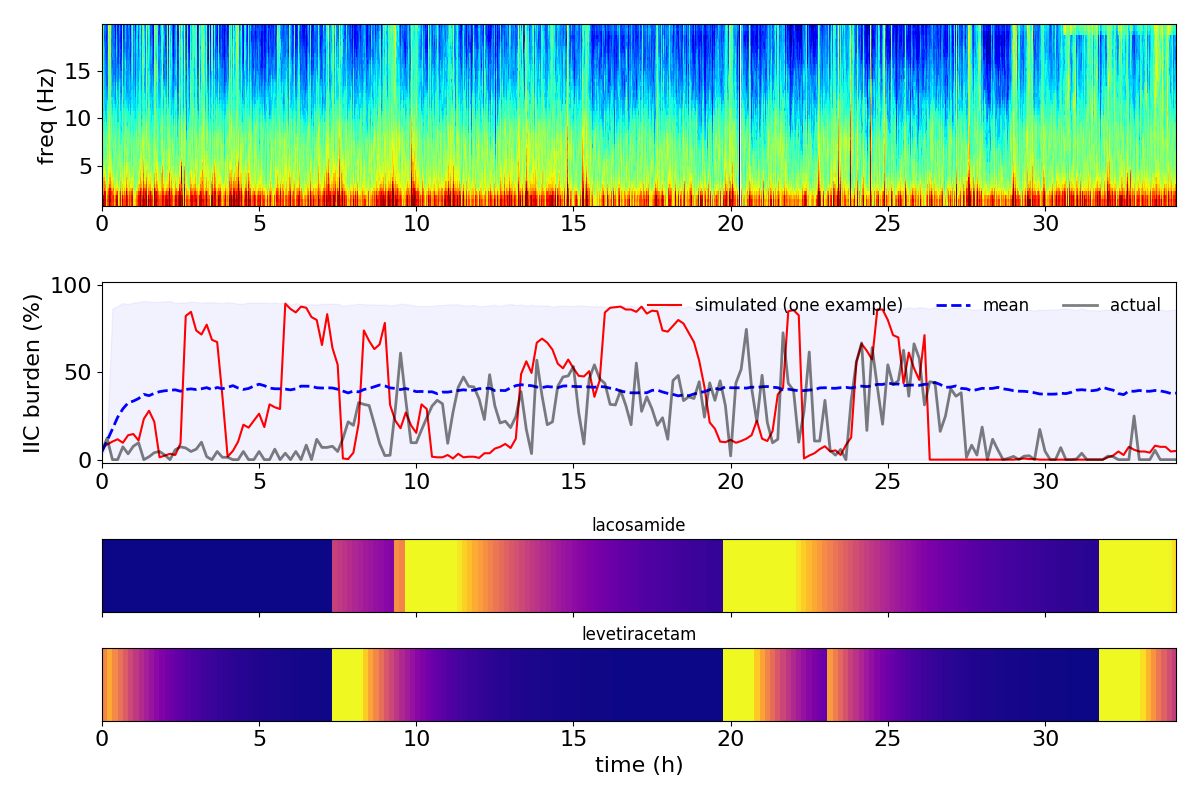 freq (Hz)
15
10
5
0 5 10 15 20 25 30
IIC burden (%)
100
50
0
simulated (one example) mean actual
0 5 10 15 20 25 30
lacosamide
levetiracetam
0 5 10 15 20 25 30
time (h)